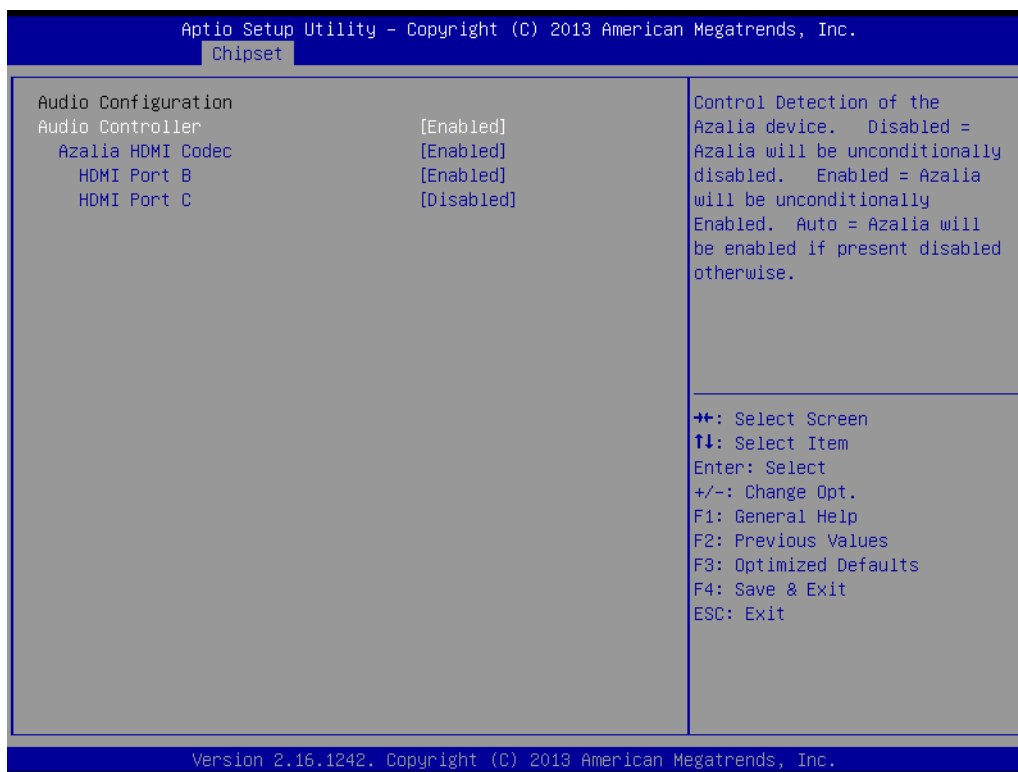 Aptio Setup Utility – Copyright (C) 2013 American Megatrends, Inc.
Chipset
Audio Configuration
Audio Controller [Enabled]
Azalia HDMI Codec [Enabled]
HDMI Port B [Enabled]
HDMI Port C [Disabled]
Control Detection of the
Azalia device. Disabled =
Azalia will be unconditionally
disabled. Enabled = Azalia
will be unconditionally
Enabled. Auto = Azalia will
be enabled if present disabled
otherwise.
→←: Select Screen
↑↓: Select Item
Enter: Select
+/-: Change Opt.
F1: General Help
F2: Previous Values
F3: Optimized Defaults
F4: Save & Exit
ESC: Exit
Version 2.16.1242. Copyright (C) 2013 American Megatrends, Inc.